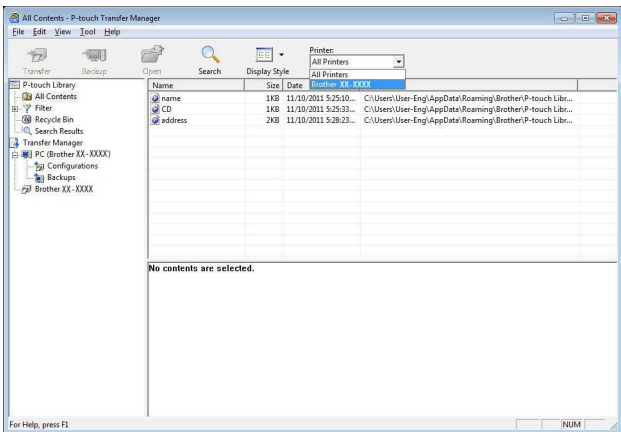 All Contents - P-touch Transfer Manager
File Edit View Tool Help
Transfer Backup Open Search Display Style
Printer:
All Printers
All Printers
Brother XX-XXXX
P-touch Library
All Contents
Filter
Recycle Bin
Search Results
Transfer Manager
PC (Brother XX-XXXX)
Configurations
Backups
Brother XX-XXXX
Name Size Date
name 1KB 11/10/2011 5:25:10... C:\Users\User-Eng\AppData\Roaming\Brother\P-touch Libr...
CD 1KB 11/10/2011 5:25:33... C:\Users\User-Eng\AppData\Roaming\Brother\P-touch Libr...
address 2KB 11/10/2011 5:28:23... C:\Users\User-Eng\AppData\Roaming\Brother\P-touch Libr...
No contents are selected.
For Help, press F1 NUM